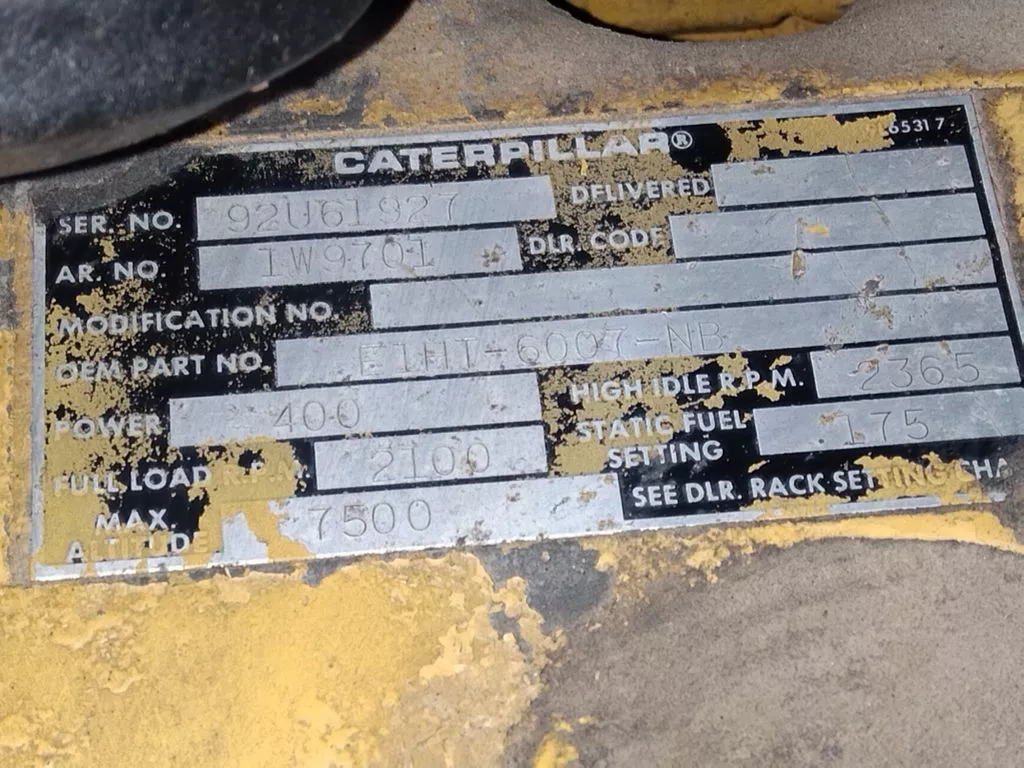 6531 7
CATERPILLAR®
SER. NO. 92U61927 DELIVERED
AR. NO. 1W9701 DLR. CODE
MODIFICATION NO.
OEM PART NO. E1HT-6007-NB
POWER 400 HIGH IDLE R.P.M. 2365
FULL LOAD R.P.M. 2100 STATIC FUEL SETTING 175
MAX. ALTITUDE 7500 SEE DLR. RACK SETTING CHA